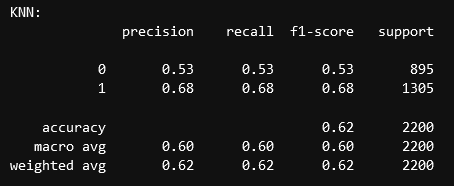 KNN:
precision recall f1-score support
0 0.53 0.53 0.53 895
1 0.68 0.68 0.68 1305
accuracy 0.62 2200
macro avg 0.60 0.60 0.60 2200
weighted avg 0.62 0.62 0.62 2200